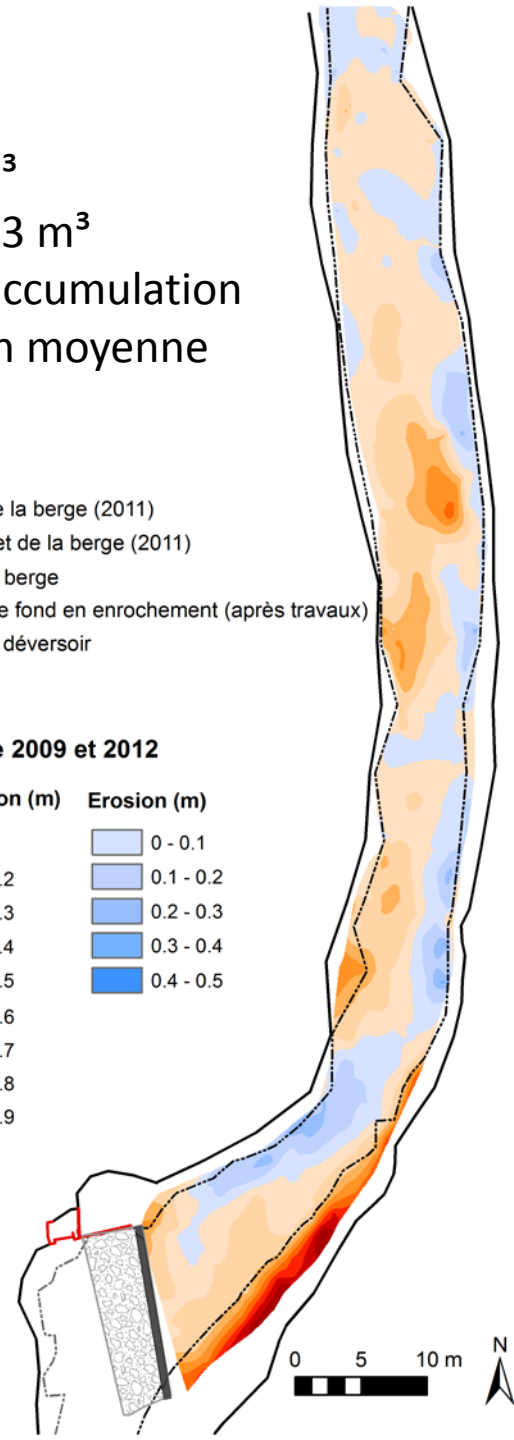 ³
3 m³
ccumulation
moyenne
la berge (2011)
et de la berge (2011)
berge
fond en enrochement (après travaux)
déversoir
2009 et 2012
on (m)
Erosion (m)
0 - 0.1
.2
0.1 - 0.2
.3
0.2 - 0.3
.4
0.3 - 0.4
.5
0.4 - 0.5
.6
.7
.8
.9
0 5 10 m
N